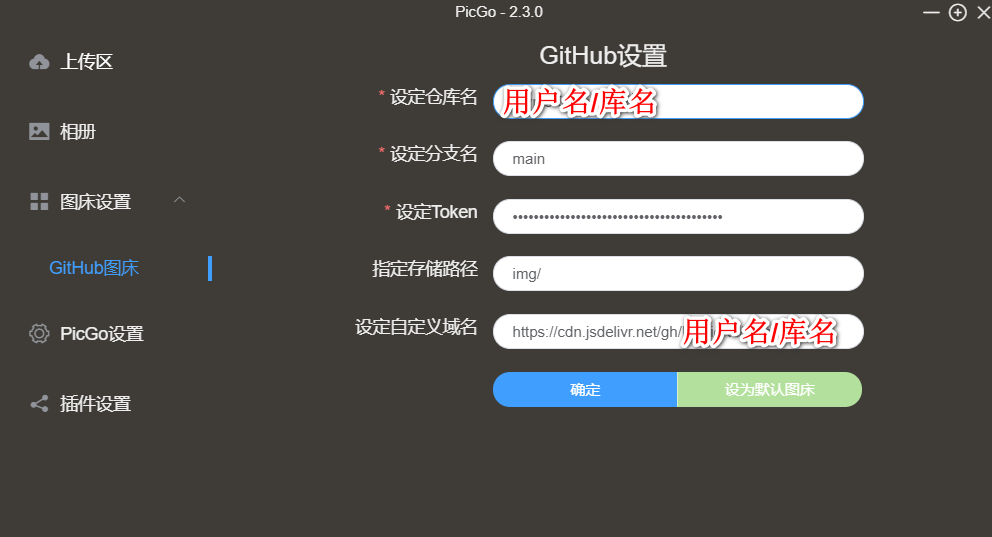 PicGo - 2.3.0
上传区
相册
图床设置
GitHub图床
PicGo设置
插件设置
GitHub设置
* 设定仓库名 用户名/库名
* 设定分支名 main
* 设定Token ••••••••••••••••••••••••••••••••••••••••
指定存储路径 img/
设定自定义域名 https://cdn.jsdelivr.net/gh/用户名/库名
确定 设为默认图床